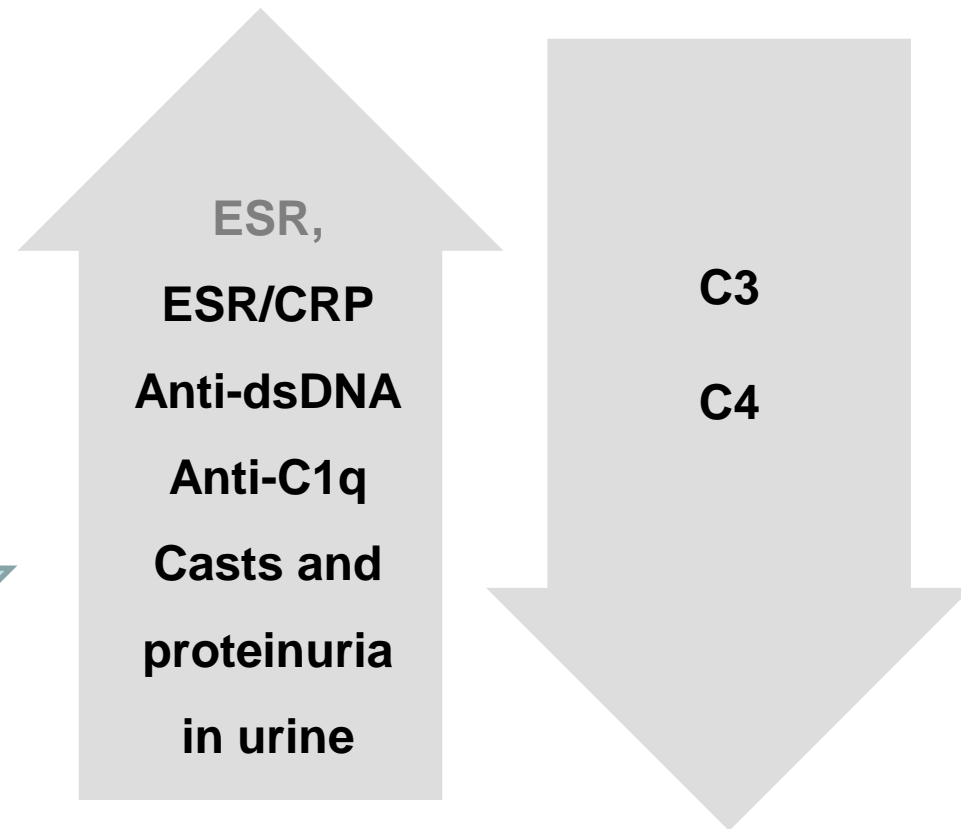 ESR,
ESR/CRP
Anti-dsDNA
Anti-C1q
Casts and
proteinuria
in urine
C3
C4